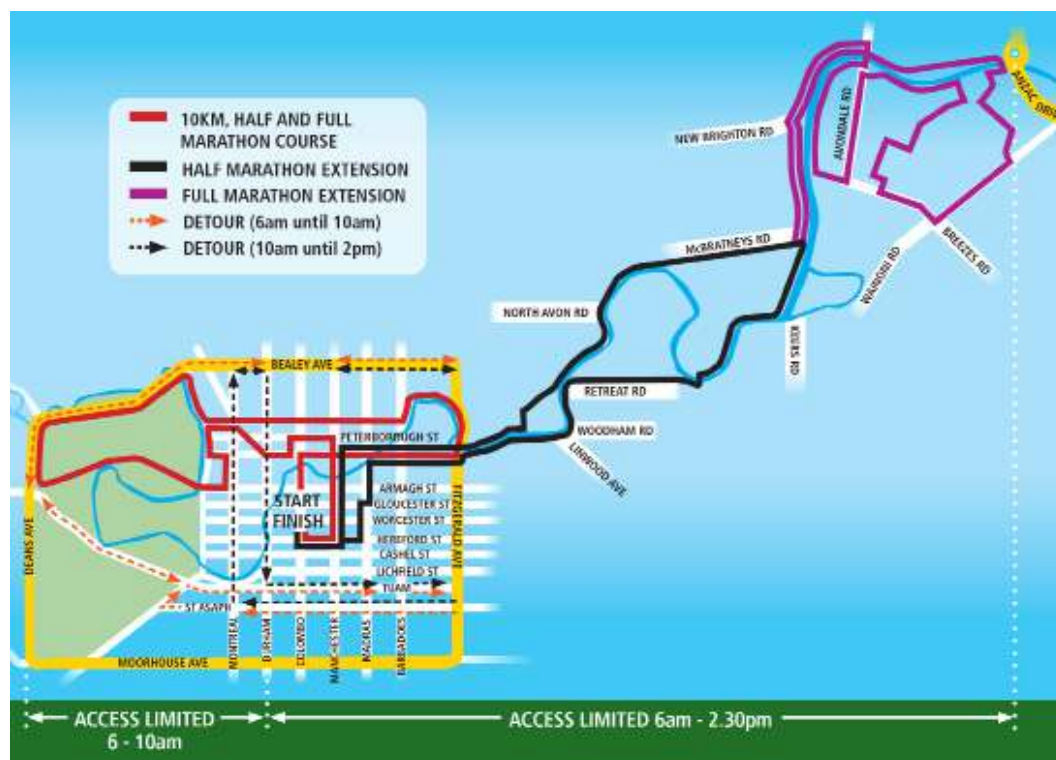 10KM, HALF AND FULL
MARATHON COURSE
HALF MARATHON EXTENSION
FULL MARATHON EXTENSION
DETOUR (6am until 10am)
DETOUR (10am until 2pm)
NEW BRIGHTON RD
AVONDALE RD
ANZAC DRIV
McBRATNEYS RD
BREEZES RD
WAINONI RD
NORTH AVON RD
KERRS RD
RETREAT RD
WOODHAM RD
LINWOOD AVE
BEALEY AVE
PETERBOROUGH ST
ARMAGH ST
GLOUCESTER ST
WORCESTER ST
HEREFORD ST
CASHEL ST
LICHFIELD ST
TUAM
ST ASAPH
START
FINISH
DEANS AVE
FITZGERALD AVE
MONTREAL
DURHAM
COLOMBO
MANCHESTER
MADRAS
BARBADOES
MOORHOUSE AVE
ACCESS LIMITED
6 - 10am
ACCESS LIMITED 6am - 2.30pm